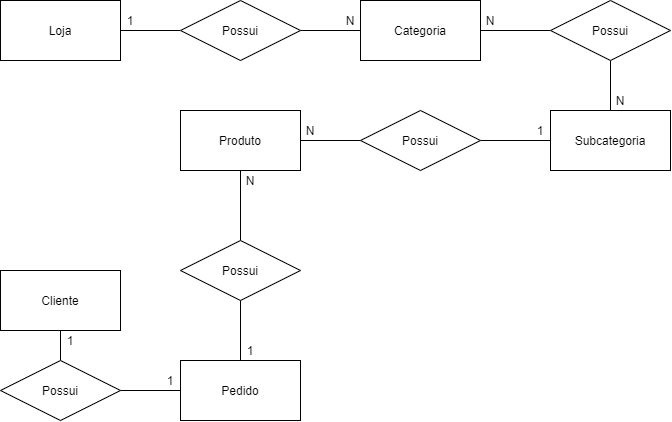 Loja
1
Possui
N
Categoria
N
Possui
N
Subcategoria
1
Possui
N
Produto
N
Possui
1
Pedido
1
Possui
1
Cliente